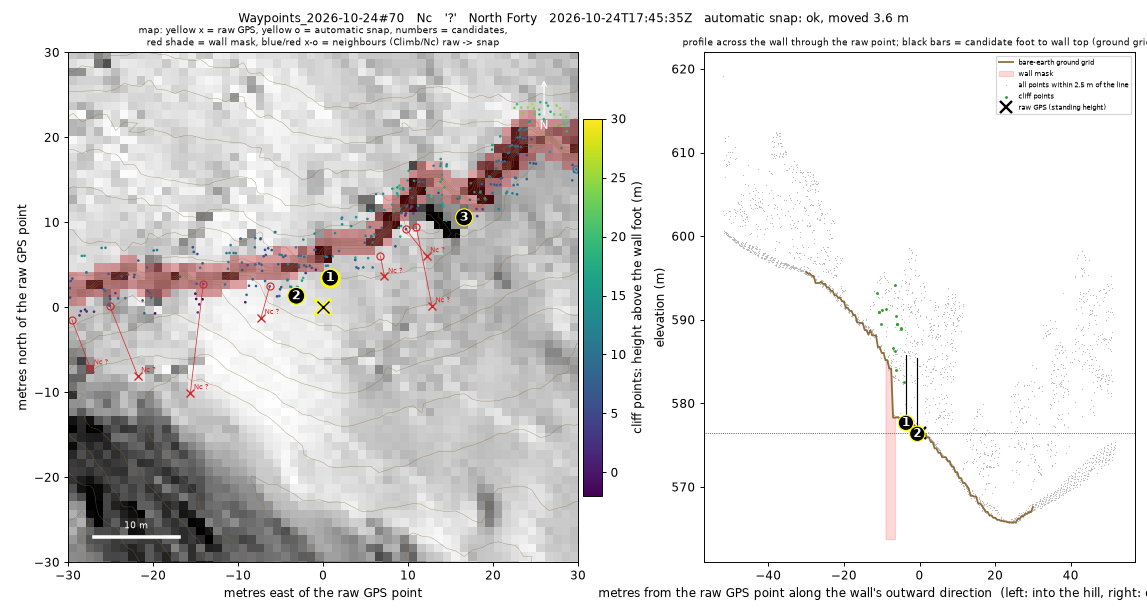 Waypoints_2026-10-24#70 Nc '?' North Forty 2026-10-24T17:45:35Z automatic snap: ok, moved 3.6 m
map: yellow x = raw GPS, yellow o = automatic snap, numbers = candidates,
red shade = wall mask, blue/red x-o = neighbours (Climb/Nc) raw -> snap
profile across the wall through the raw point; black bars = candidate foot to wall top (ground gri
30
20
10
0
−10
−20
−30
−30
−20
−10
0
10
20
30
metres north of the raw GPS point
metres east of the raw GPS point
N
1
2
3
Nc ?
Nc ?
Nc ?
Nc ?
Nc ?
Nc ?
Nc ?
10 m
30
25
20
15
10
5
0
cliff points: height above the wall foot (m)
bare-earth ground grid
wall mask
all points within 2.5 m of the line
cliff points
raw GPS (standing height)
620
610
600
590
580
570
elevation (m)
1
2
−40
−20
0
20
40
metres from the raw GPS point along the wall's outward direction (left: into the hill, right: